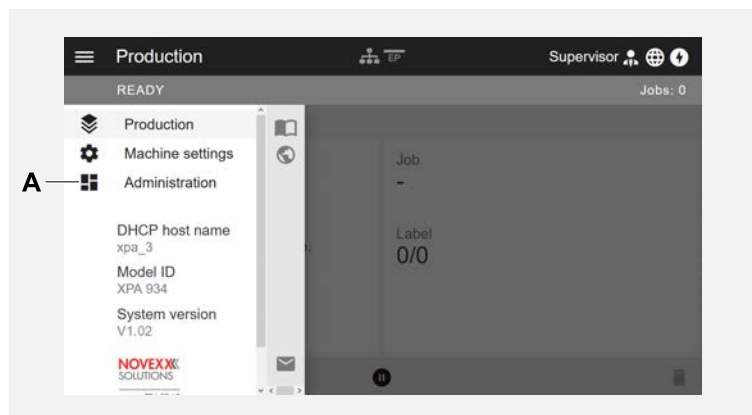 Production
EP
Supervisor
READY
Jobs: 0
Production
Machine settings
A
Administration
DHCP host name
xpa_3
Model ID
XPA 934
System version
V1.02
NOVEXX
SOLUTIONS
Job
-
Label
0/0